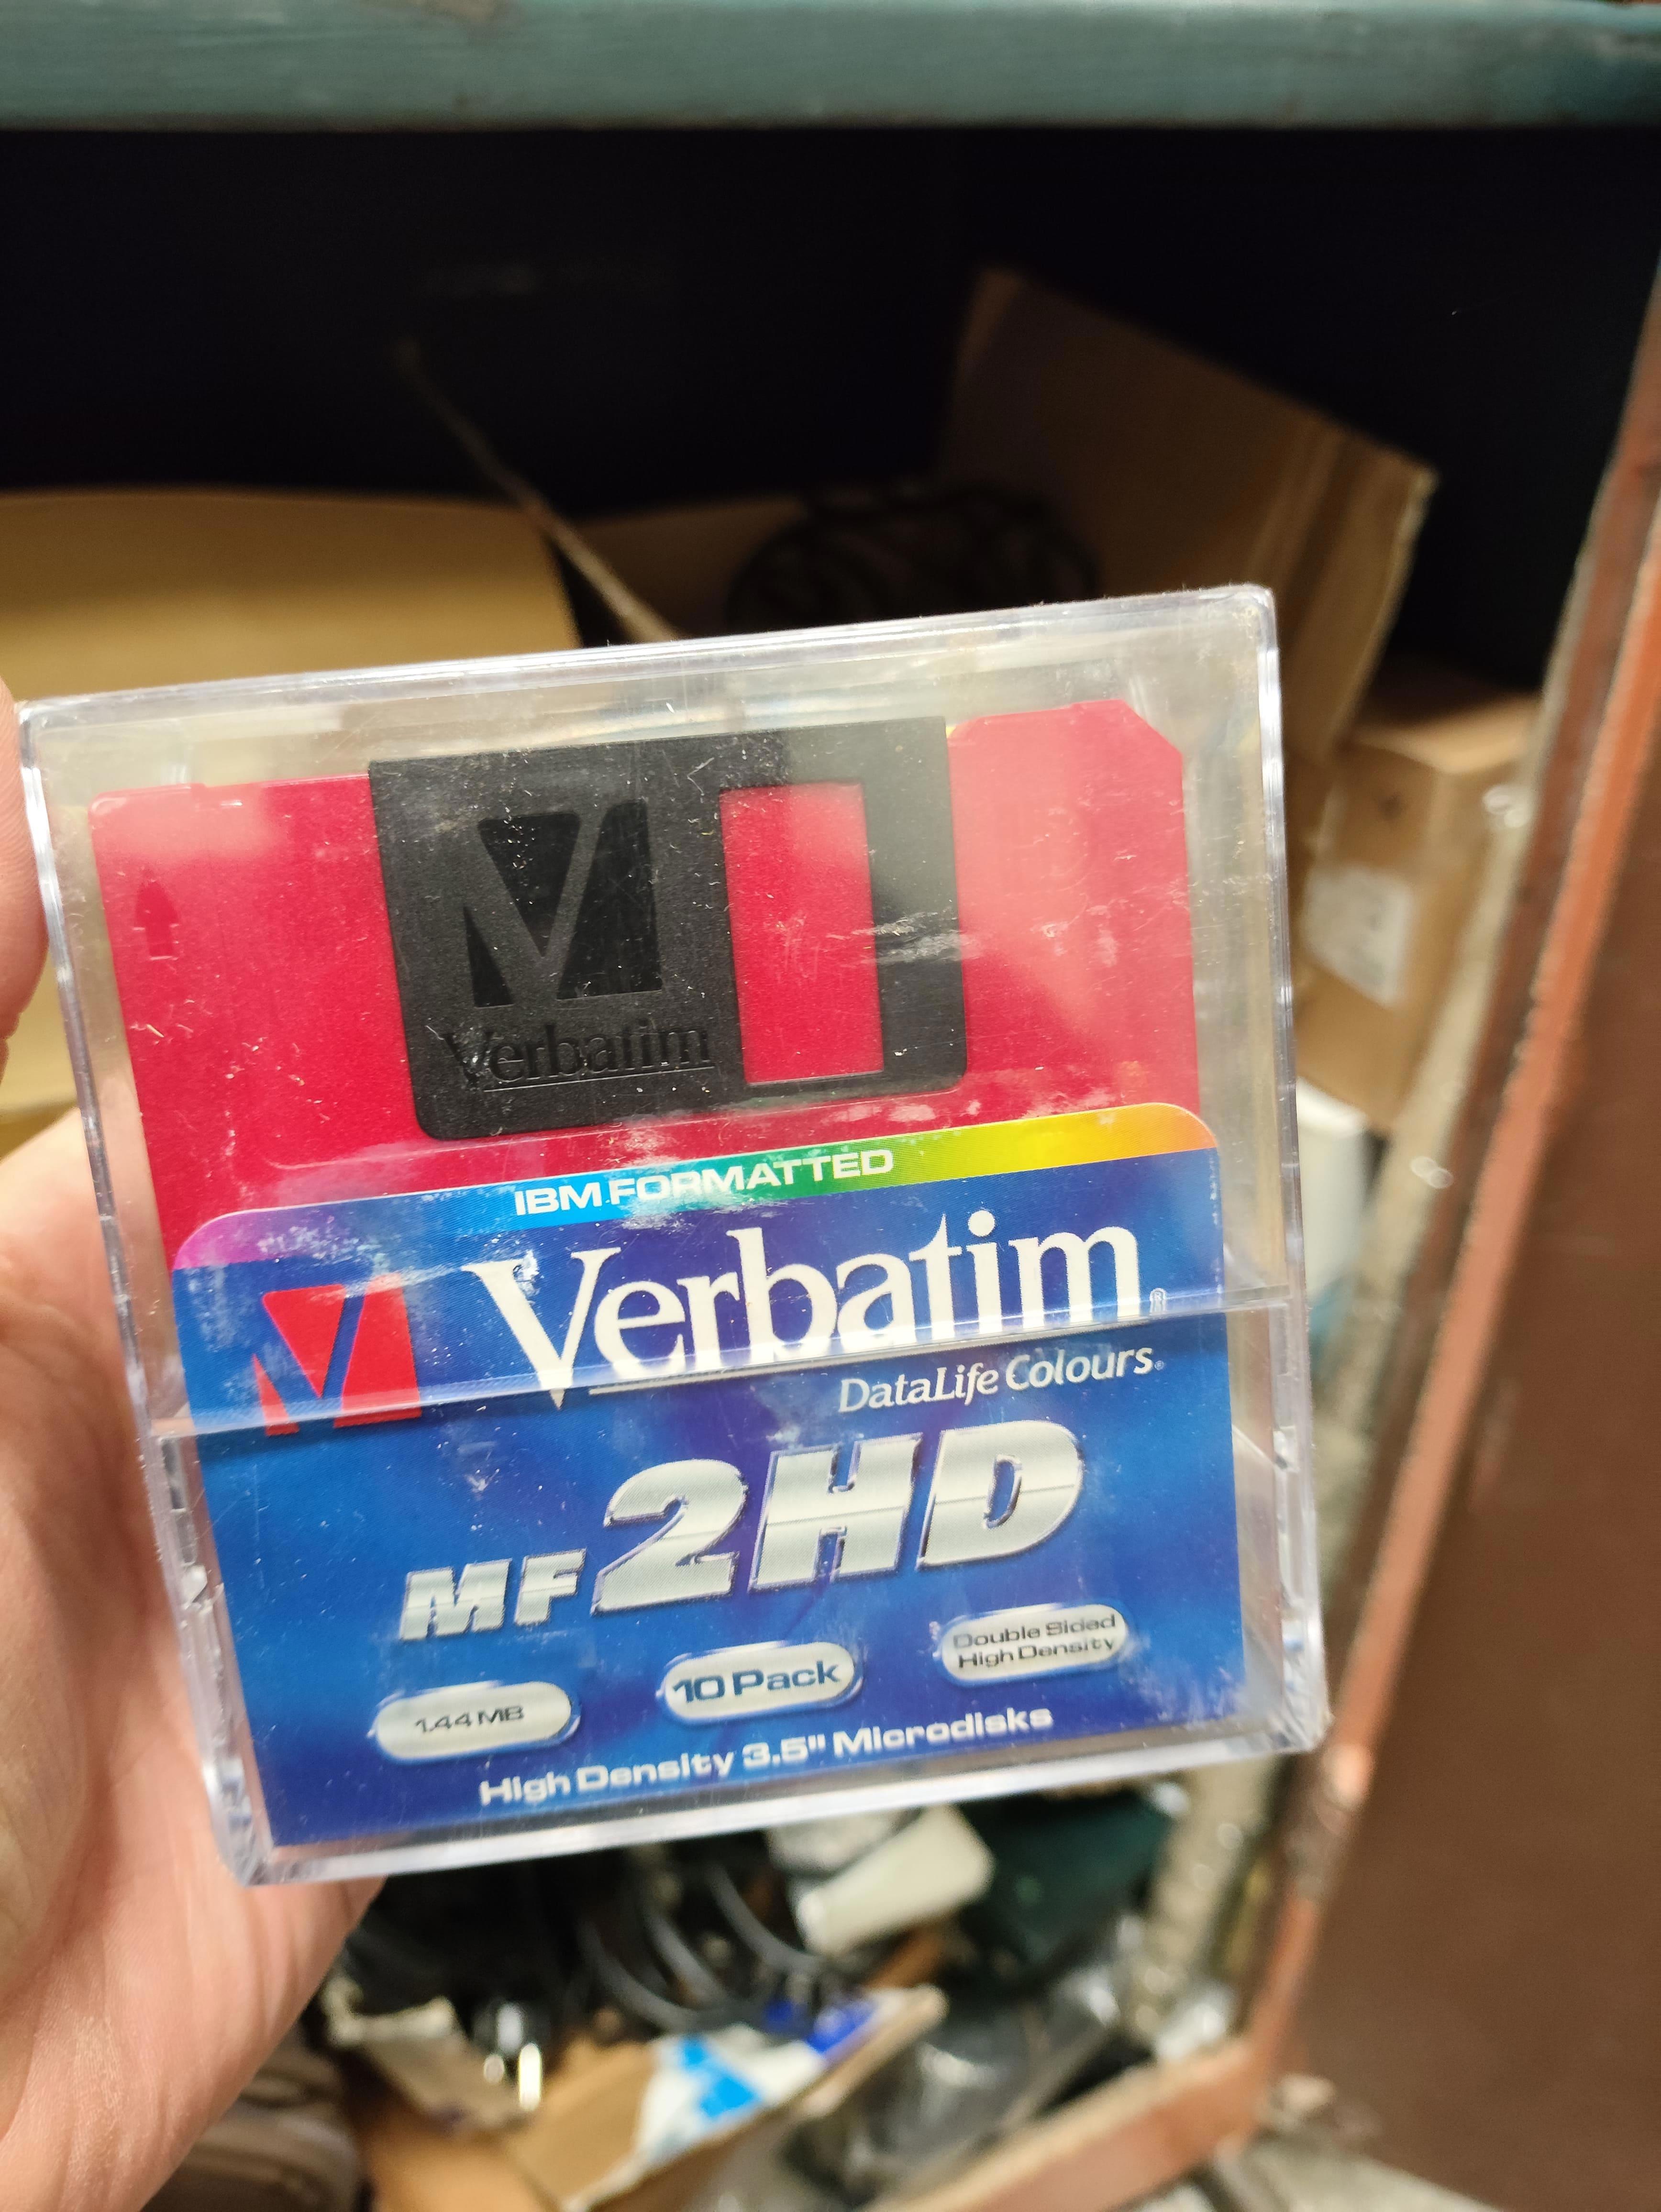 Verbatim
IBM FORMATTED
Verbatim®
DataLife Colours®
MF 2HD
1.44 MB
10 Pack
Double Sided
High Density
High Density 3.5" Microdisks